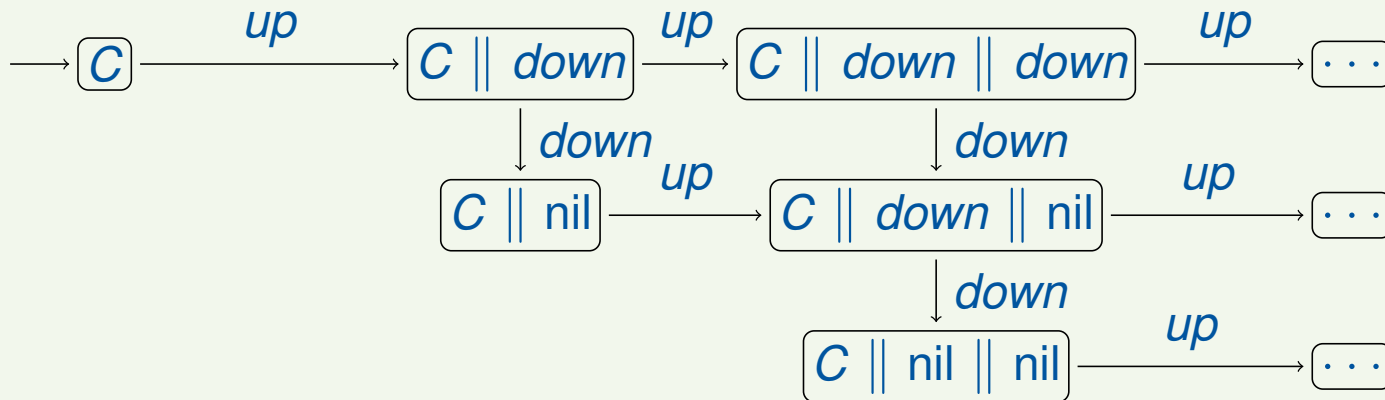 up up up
C C || down C || down || down · · ·
down down
up up
C || nil C || down || nil · · ·
down
up
C || nil || nil · · ·